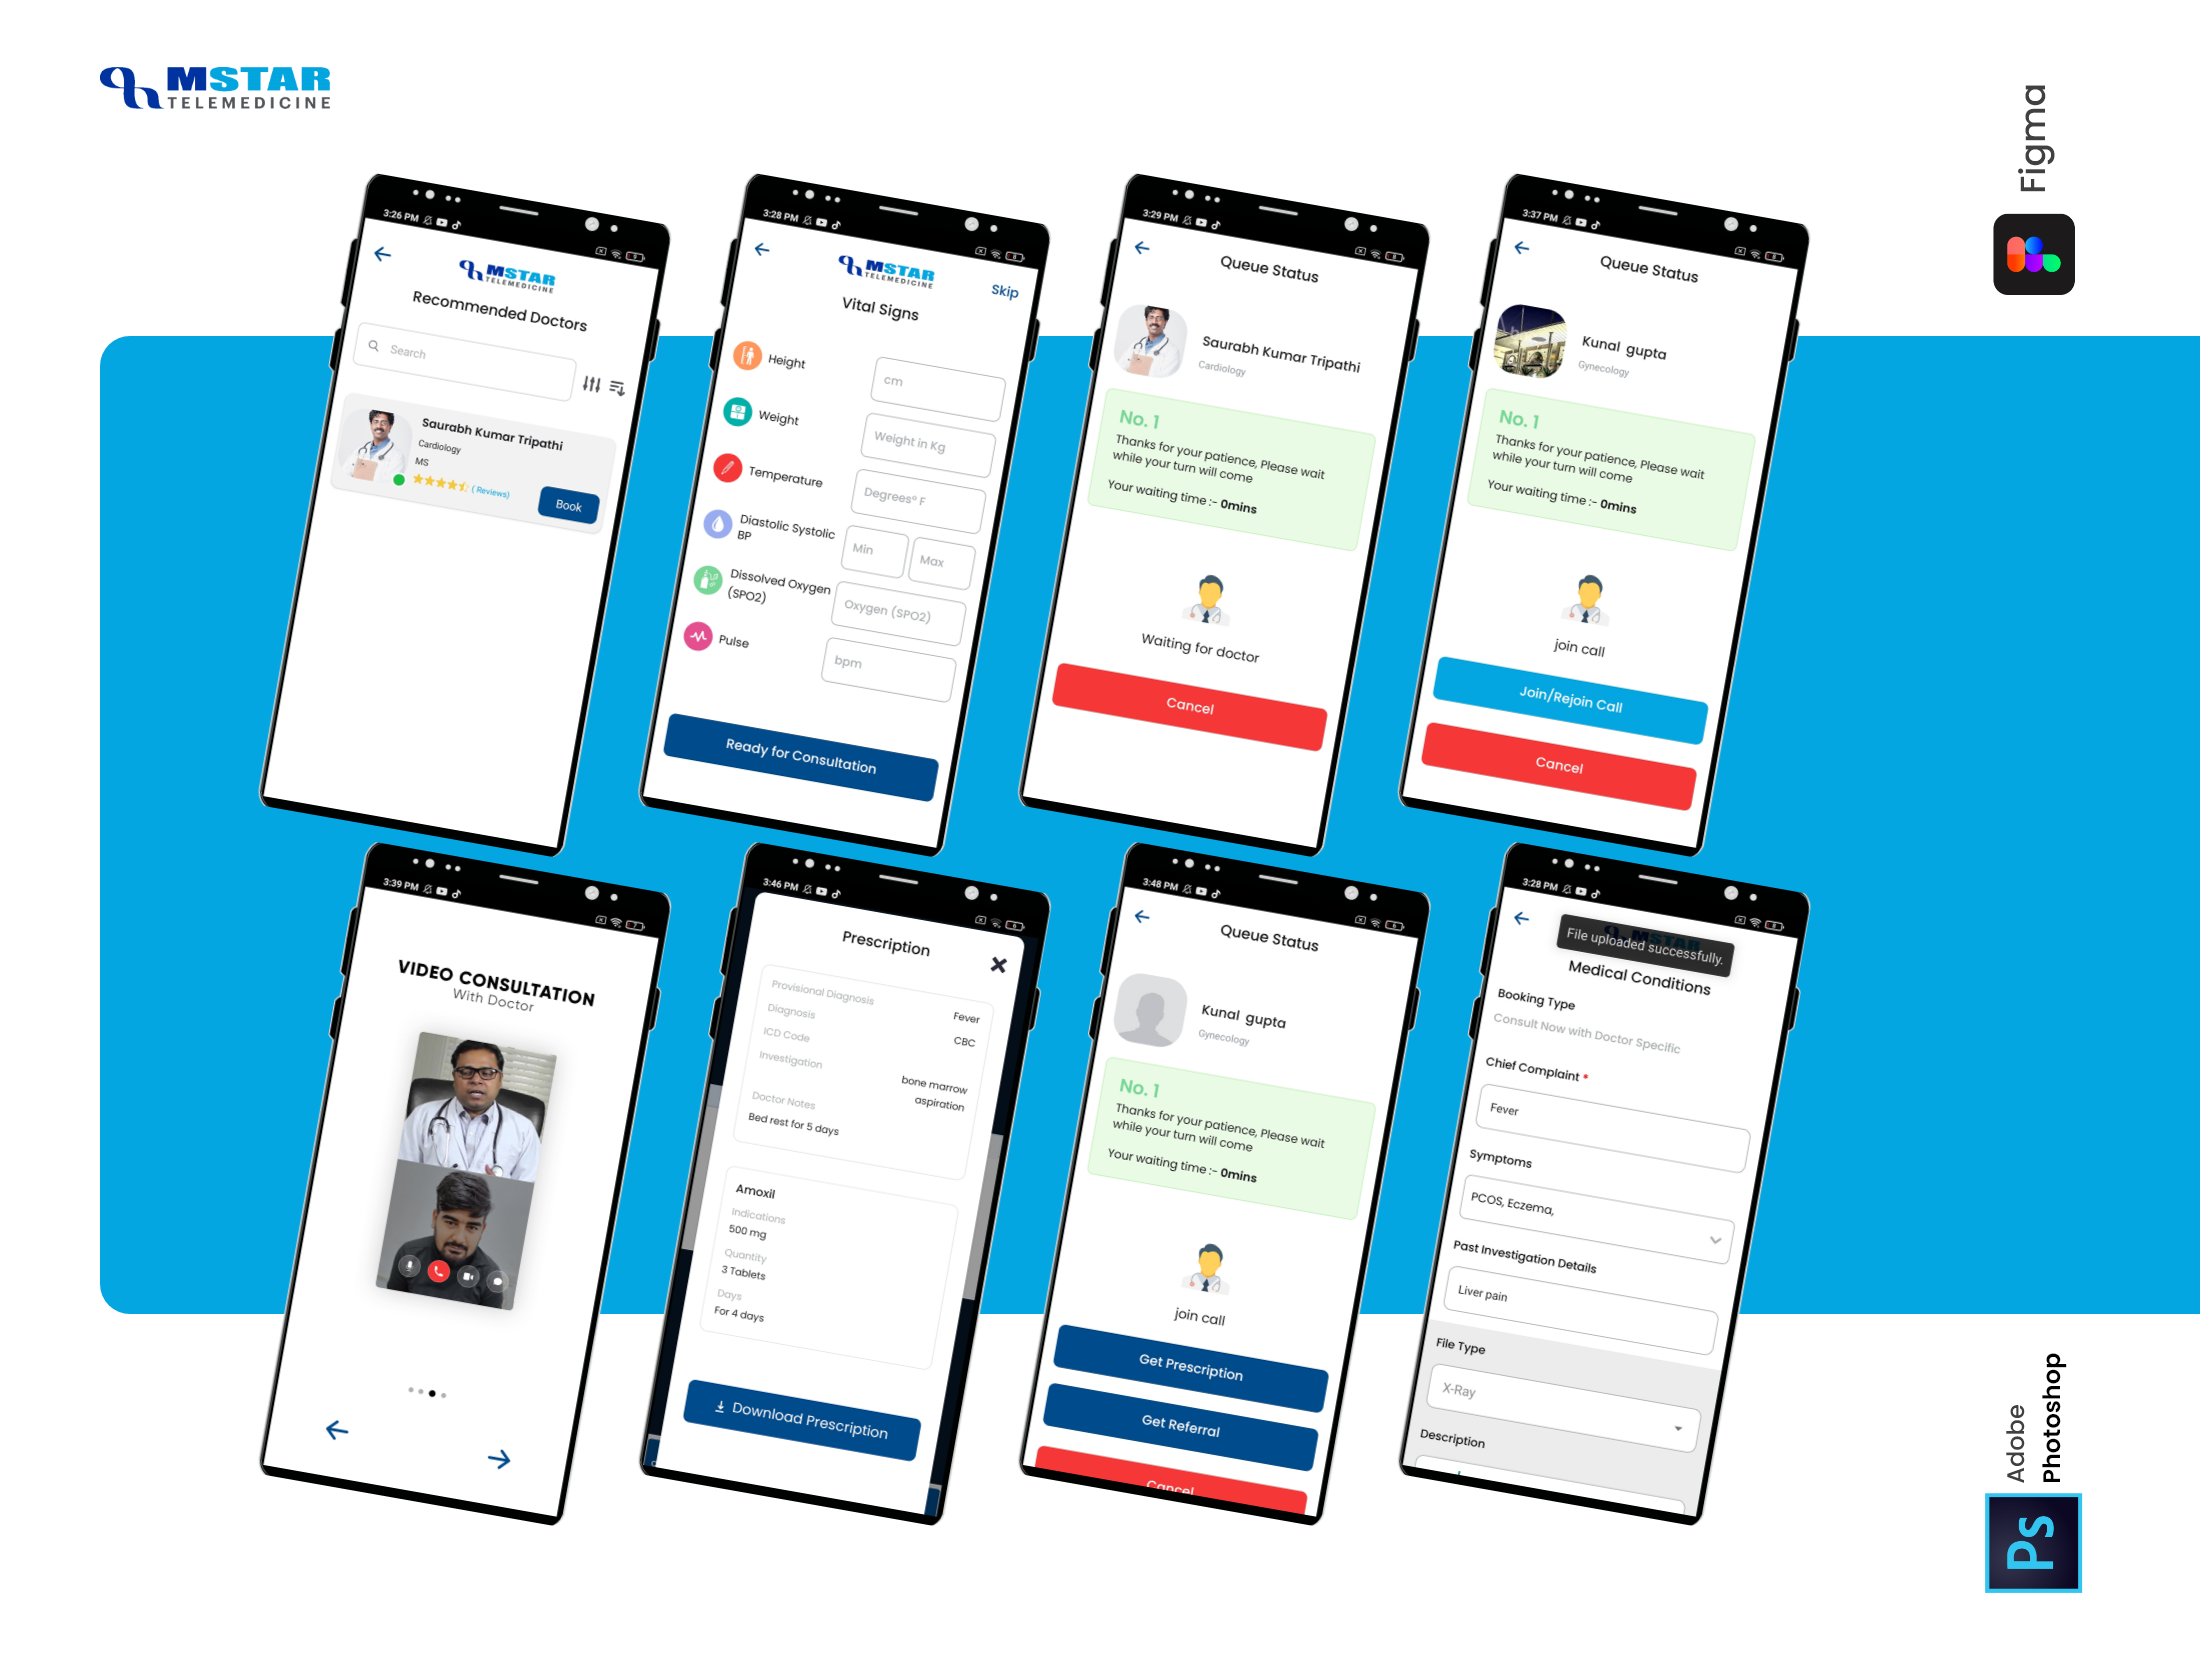 MSTAR
TELEMEDICINE
Figma
3:26 PM
MSTAR
TELEMEDICINE
Recommended Doctors
Search
Saurabh Kumar Tripathi
Cardiology
MS
( Reviews)
Book
3:28 PM
MSTAR
TELEMEDICINE
Skip
Vital Signs
Height
cm
Weight
Weight in Kg
Temperature
Degrees° F
Diastolic Systolic
BP
Min
Max
Dissolved Oxygen
(SPO2)
Oxygen (SPO2)
Pulse
bpm
Ready for Consultation
3:29 PM
Queue Status
Saurabh Kumar Tripathi
Cardiology
No. 1
Thanks for your patience, Please wait
while your turn will come
Your waiting time :- 0mins
Waiting for doctor
Cancel
3:37 PM
Queue Status
Kunal gupta
Gynecology
No. 1
Thanks for your patience, Please wait
while your turn will come
Your waiting time :- 0mins
join call
Join/Rejoin Call
Cancel
3:39 PM
VIDEO CONSULTATION
With Doctor
3:46 PM
Prescription
Provisional Diagnosis
Fever
Diagnosis
CBC
ICD Code
Investigation
bone marrow
aspiration
Doctor Notes
Bed rest for 5 days
Amoxil
Indications
500 mg
Quantity
3 Tablets
Days
For 4 days
Download Prescription
3:48 PM
Queue Status
Kunal gupta
Gynecology
No. 1
Thanks for your patience, Please wait
while your turn will come
Your waiting time :- 0mins
join call
Get Prescription
Get Referral
Cancel
3:28 PM
MSTAR
File uploaded successfully.
Medical Conditions
Booking Type
Consult Now with Doctor Specific
Chief Complaint *
Fever
Symptoms
PCOS, Eczema,
Past Investigation Details
Liver pain
File Type
X-Ray
Description
Adobe
Photoshop
Ps